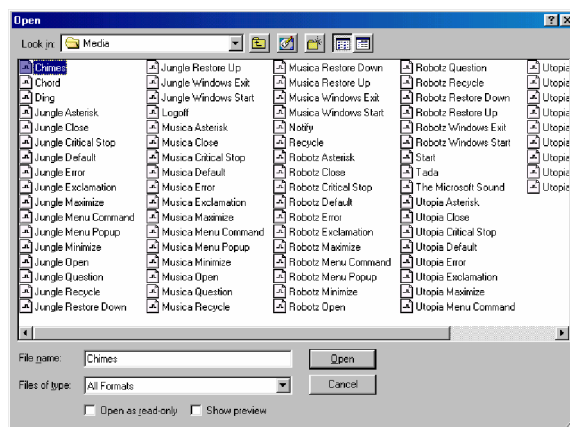 Open
Look in: Media
Chimes
Chord
Ding
Jungle Asterisk
Jungle Close
Jungle Critical Stop
Jungle Default
Jungle Error
Jungle Exclamation
Jungle Maximize
Jungle Menu Command
Jungle Menu Popup
Jungle Minimize
Jungle Open
Jungle Question
Jungle Recycle
Jungle Restore Down
Jungle Restore Up
Jungle Windows Exit
Jungle Windows Start
Logoff
Musica Asterisk
Musica Close
Musica Critical Stop
Musica Default
Musica Error
Musica Exclamation
Musica Maximize
Musica Menu Command
Musica Menu Popup
Musica Minimize
Musica Open
Musica Question
Musica Recycle
Musica Restore Down
Musica Restore Up
Musica Windows Exit
Musica Windows Start
Notify
Recycle
Robotz Asterisk
Robotz Close
Robotz Critical Stop
Robotz Default
Robotz Error
Robotz Exclamation
Robotz Maximize
Robotz Menu Command
Robotz Menu Popup
Robotz Minimize
Robotz Open
Robotz Question
Robotz Recycle
Robotz Restore Down
Robotz Restore Up
Robotz Windows Exit
Robotz Windows Start
Start
Tada
The Microsoft Sound
Utopia Asterisk
Utopia Close
Utopia Critical Stop
Utopia Default
Utopia Error
Utopia Exclamation
Utopia Maximize
Utopia Menu Command
Utopia
Utopia
Utopia
Utopia
Utopia
Utopia
Utopia
Utopia
Utopia
File name: Chimes Open
Files of type: All Formats Cancel
Open as read-only Show preview